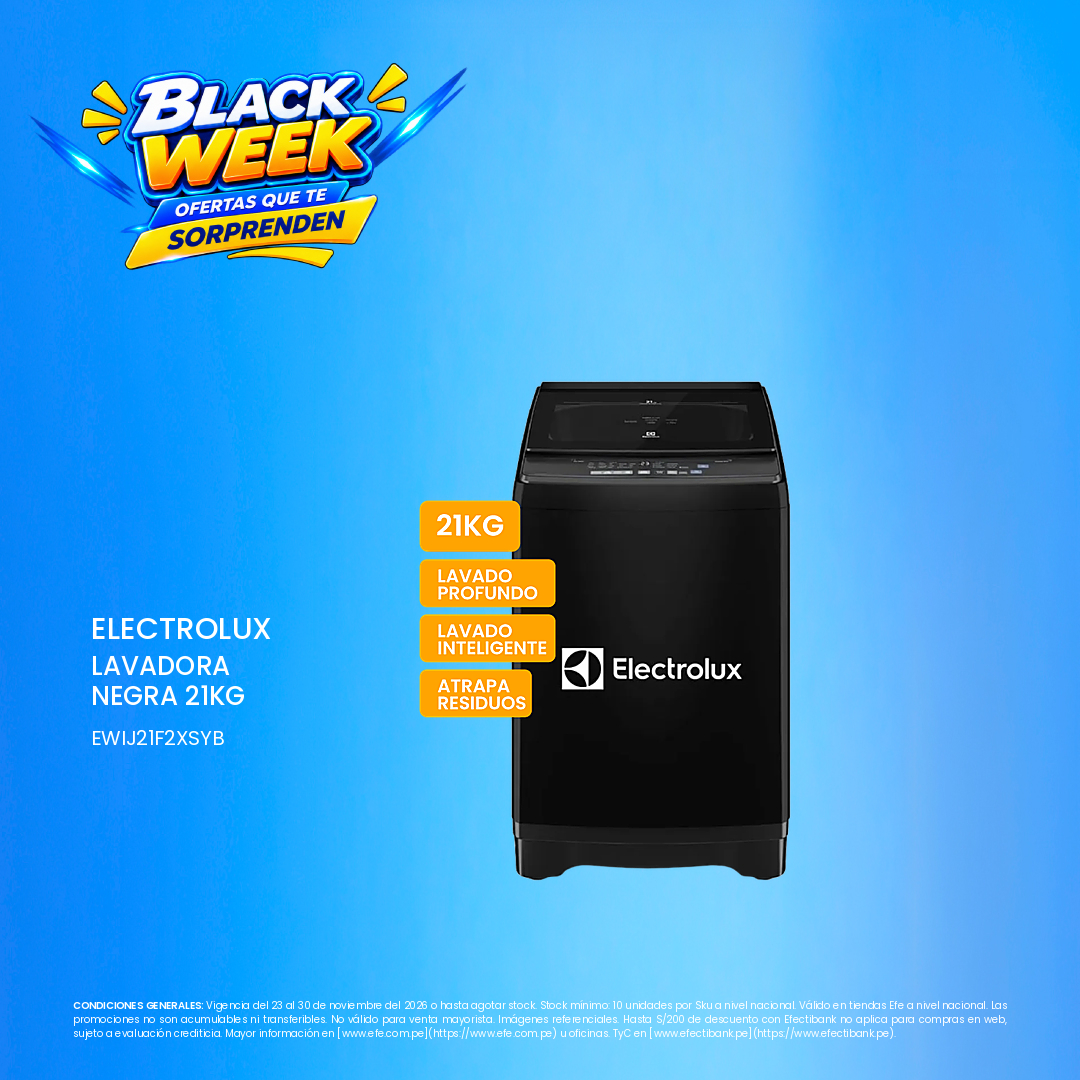 BLACK
WEEK
OFERTAS QUE TE
SORPRENDEN
21KG
LAVADO
PROFUNDO
LAVADO
INTELIGENTE
ATRAPA
RESIDUOS
Electrolux
ELECTROLUX
LAVADORA
NEGRA 21KG
EWIJ21F2XSYB
CONDICIONES GENERALES: Vigencia del 23 al 30 de noviembre del 2026 o hasta agotar stock. Stock mínimo: 10 unidades por Sku a nivel nacional. Válido en tiendas Efe a nivel nacional. Las
promociones no son acumulables ni transferibles. No válido para venta mayorista. Imágenes referenciales. Hasta S/200 de descuento con Efectibank no aplica para compras en web,
sujeto a evaluación crediticia. Mayor información en [www.efe.com.pe](https://www.efe.com.pe) u oficinas. TyC en [www.efectibank.pe](https://www.efectibank.pe).